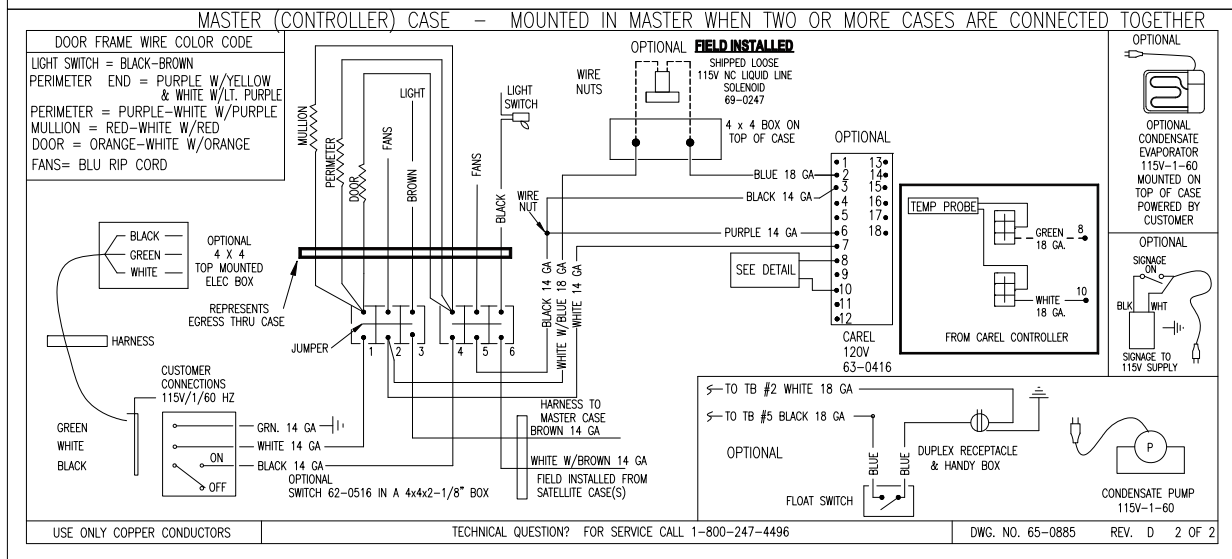 MASTER (CONTROLLER) CASE – MOUNTED IN MASTER WHEN TWO OR MORE CASES ARE CONNECTED TOGETHER
DOOR FRAME WIRE COLOR CODE
LIGHT SWITCH = BLACK-BROWN
PERIMETER END = PURPLE W/YELLOW
& WHITE W/LT. PURPLE
PERIMETER = PURPLE-WHITE W/PURPLE
MULLION = RED-WHITE W/RED
DOOR = ORANGE-WHITE W/ORANGE
FANS= BLU RIP CORD
BLACK
GREEN
WHITE
OPTIONAL
4 X 4
TOP MOUNTED
ELEC BOX
REPRESENTS
EGRESS THRU CASE
HARNESS
JUMPER
CUSTOMER
CONNECTIONS
115V/1/60 HZ
GREEN
WHITE
BLACK
ON
OFF
GRN. 14 GA
WHITE 14 GA
BLACK 14 GA
OPTIONAL
SWITCH 62-0516 IN A 4x4x2-1/8" BOX
MULLION
PERIMETER
DOOR
FANS
LIGHT
BROWN
FANS
LIGHT
SWITCH
BLACK
1
2
3
4
5
6
WIRE
NUT
BLACK 14 GA
WHITE W/BLUE 18 GA
WHITE 14 GA
HARNESS TO
MASTER CASE
BROWN 14 GA
WHITE W/BROWN 14 GA
FIELD INSTALLED FROM
SATELLITE CASE(S)
OPTIONAL FIELD INSTALLED
SHIPPED LOOSE
115V NC LIQUID LINE
SOLENOID
69-0247
WIRE
NUTS
4 x 4 BOX ON
TOP OF CASE
BLUE 18 GA
BLACK 14 GA
PURPLE 14 GA
SEE DETAIL
OPTIONAL
1 13
2 14
3 15
4 16
5 17
6 18
7
8
9
10
11
12
CAREL
120V
63-0416
TEMP PROBE
GREEN 8
18 GA.
WHITE 10
18 GA.
FROM CAREL CONTROLLER
OPTIONAL
OPTIONAL
CONDENSATE
EVAPORATOR
115V-1-60
MOUNTED ON
TOP OF CASE
POWERED BY
CUSTOMER
OPTIONAL
SIGNAGE
ON
BLK
WHT
SIGNAGE TO
115V SUPPLY
TO TB #2 WHITE 18 GA
TO TB #5 BLACK 18 GA
OPTIONAL
BLUE
BLUE
DUPLEX RECEPTACLE
& HANDY BOX
FLOAT SWITCH
P
CONDENSATE PUMP
115V-1-60
USE ONLY COPPER CONDUCTORS
TECHNICAL QUESTION? FOR SERVICE CALL 1-800-247-4496
DWG. NO. 65-0885
REV. D 2 OF 2